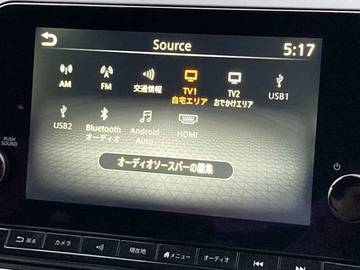 Source
5:17
AM
FM
交通情報
TV1
自宅エリア
TV2
おでかけエリア
USB1
USB2
Bluetooth
オーディオ
Android
Auto
HDMI
オーディオソースバーの編集
PUSH
SOUND
戻る
カメラ
現在地
メニュー
オーディオ